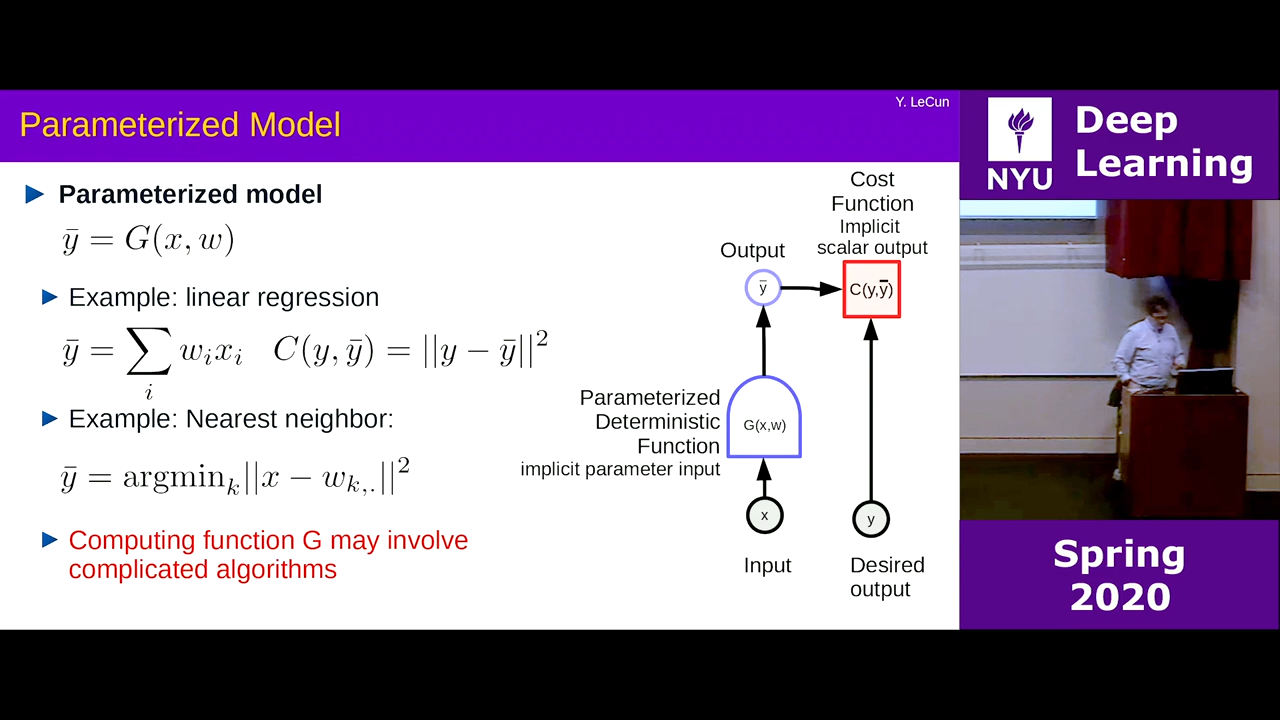 Y. LeCun
Parameterized Model
Parameterized model
ȳ = G(x, w)
Example: linear regression
ȳ = ∑_i w_i x_i   C(y, ȳ) = ||y − ȳ||²
Example: Nearest neighbor:
ȳ = argmin_k ||x − w_{k,.}||²
Computing function G may involve
complicated algorithms
Cost
Function
Implicit
scalar output
Output
ȳ
C(y,ȳ)
Parameterized
Deterministic
Function
implicit parameter input
G(x,w)
x
y
Input
Desired
output
NYU
Deep
Learning
Spring
2020